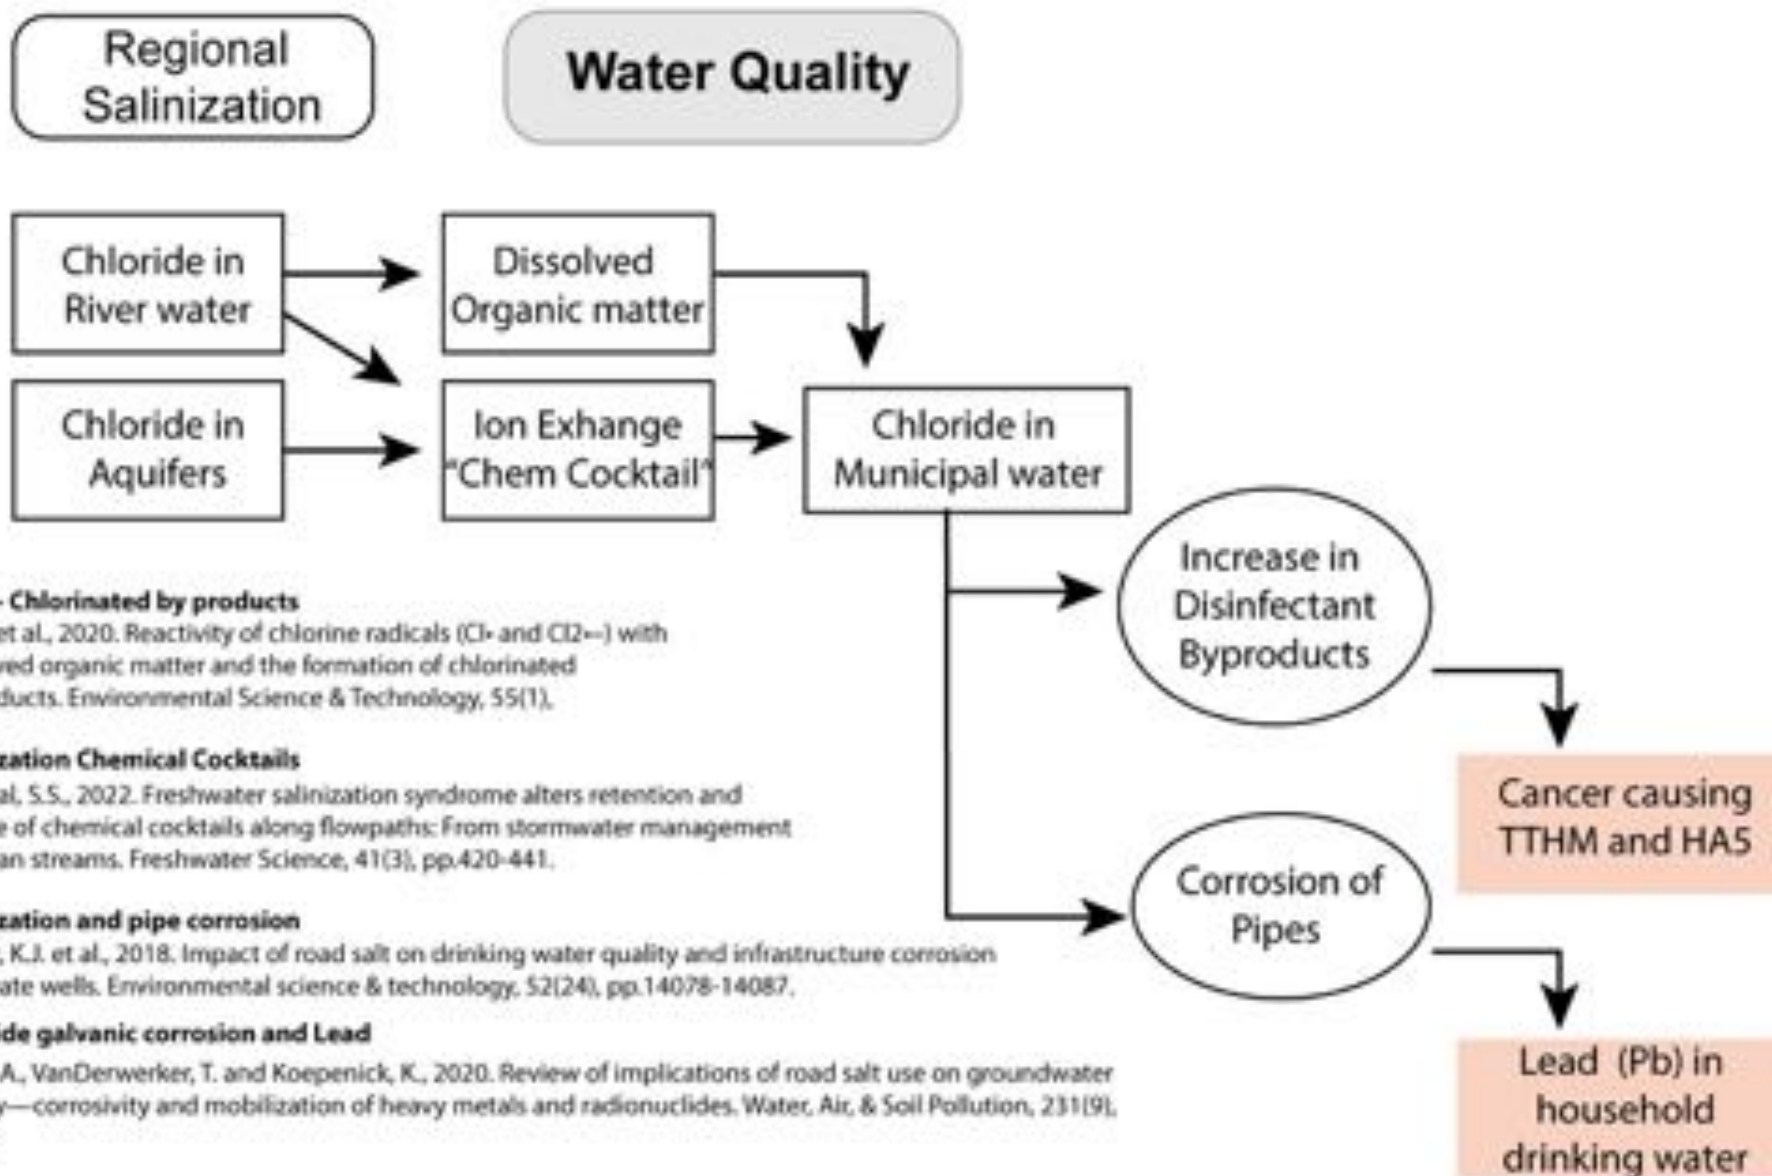 Regional
Salinization
Water Quality
Chloride in
River water
Dissolved
Organic matter
Chloride in
Aquifers
Ion Exhange
"Chem Cocktail"
Chloride in
Municipal water
Increase in
Disinfectant
Byproducts
Cancer causing
TTHM and HA5
Corrosion of
Pipes
Lead (Pb) in
household
drinking water
- Chlorinated by products
et al., 2020. Reactivity of chlorine radicals (Cl• and Cl2•–) with
ved organic matter and the formation of chlorinated
ducts. Environmental Science & Technology, 55(1),
zation Chemical Cocktails
al, S.S., 2022. Freshwater salinization syndrome alters retention and
e of chemical cocktails along flowpaths: From stormwater management
an streams. Freshwater Science, 41(3), pp.420-441.
zation and pipe corrosion
, K.J. et al., 2018. Impact of road salt on drinking water quality and infrastructure corrosion
ate wells. Environmental science & technology, 52(24), pp.14078-14087.
ide galvanic corrosion and Lead
A., VanDerwerker, T. and Koepenick, K., 2020. Review of implications of road salt use on groundwater
y—corrosivity and mobilization of heavy metals and radionuclides. Water, Air, & Soil Pollution, 231(9),